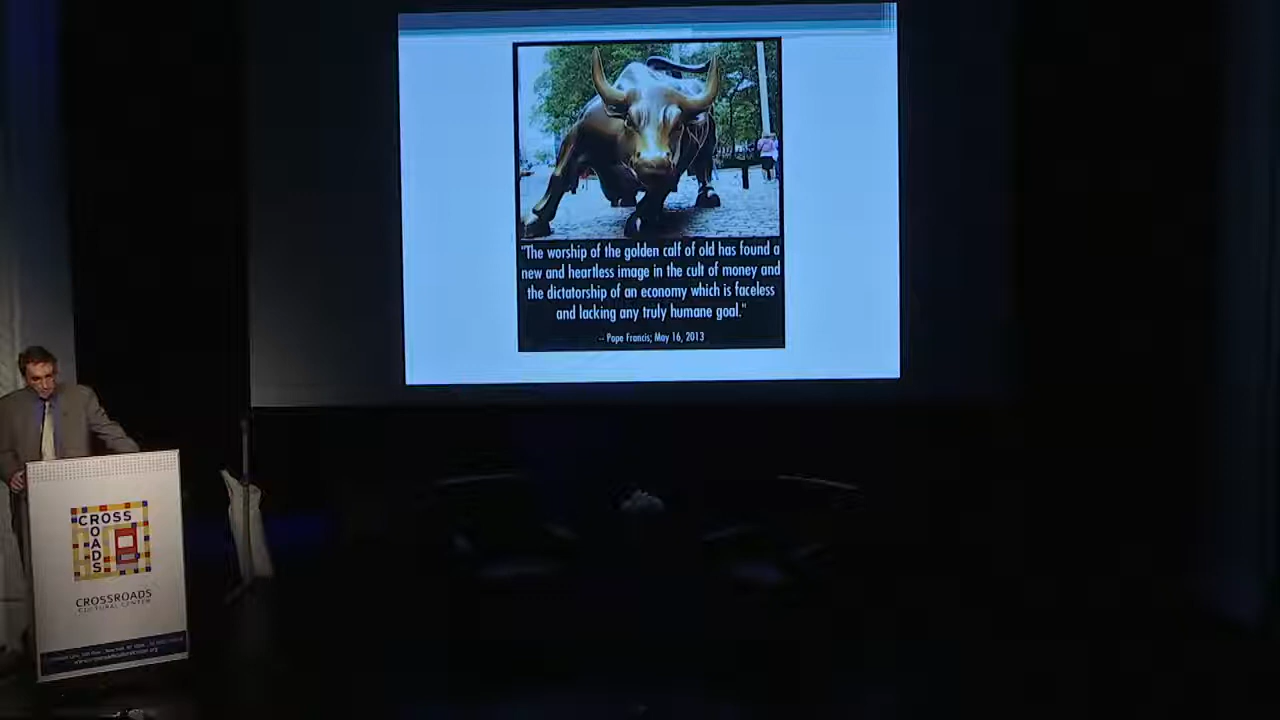 "The worship of the golden calf of old has found a
new and heartless image in the cult of money and
the dictatorship of an economy which is faceless
and lacking any truly humane goal."
-- Pope Francis; May 16, 2013
CROSS
ROADS
CROSSROADS
CULTURAL CENTER